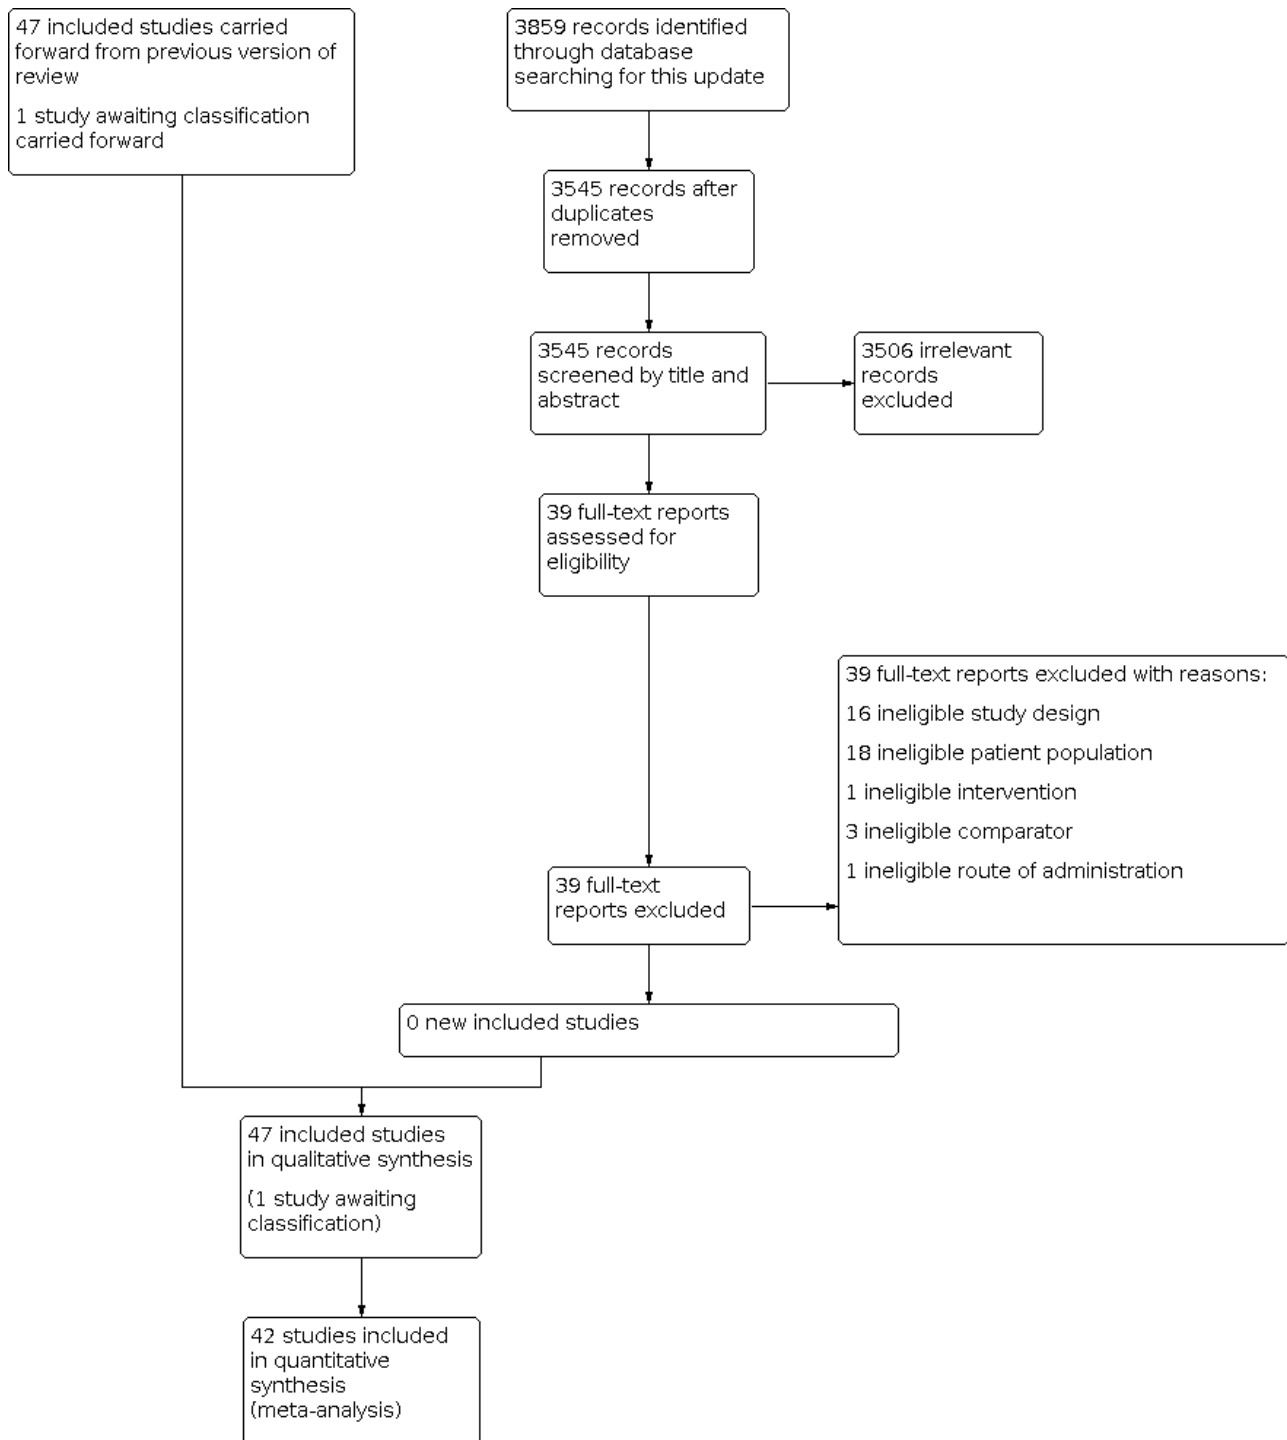 47 included studies carried
forward from previous version of
review
1 study awaiting classification
carried forward
3859 records identified
through database
searching for this update
3545 records after
duplicates
removed
3545 records
screened by title and
abstract
3506 irrelevant
records
excluded
39 full-text reports
assessed for
eligibility
39 full-text reports excluded with reasons:
16 ineligible study design
18 ineligible patient population
1 ineligible intervention
3 ineligible comparator
1 ineligible route of administration
39 full-text
reports excluded
0 new included studies
47 included studies
in qualitative synthesis
(1 study awaiting
classification)
42 studies included
in quantitative
synthesis
(meta-analysis)